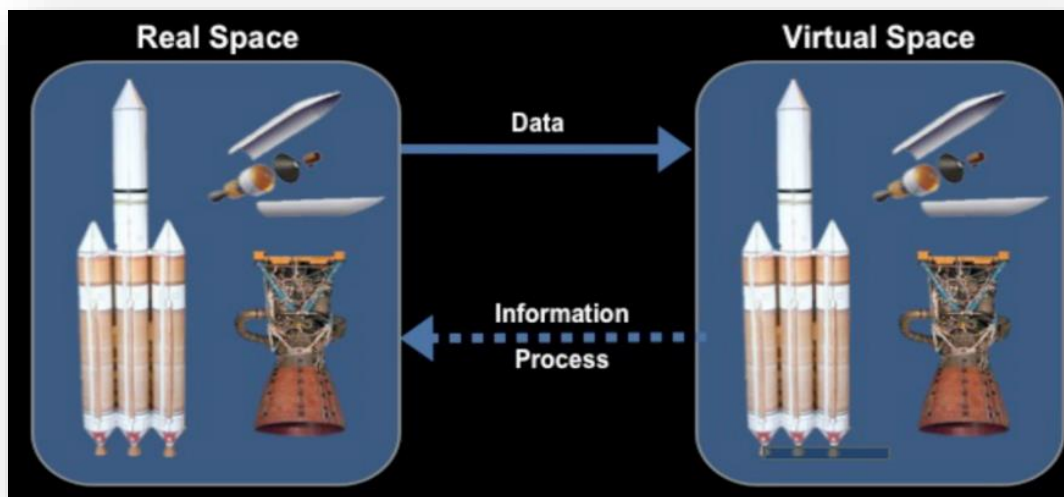 Real Space
Virtual Space
Data
Information
Process